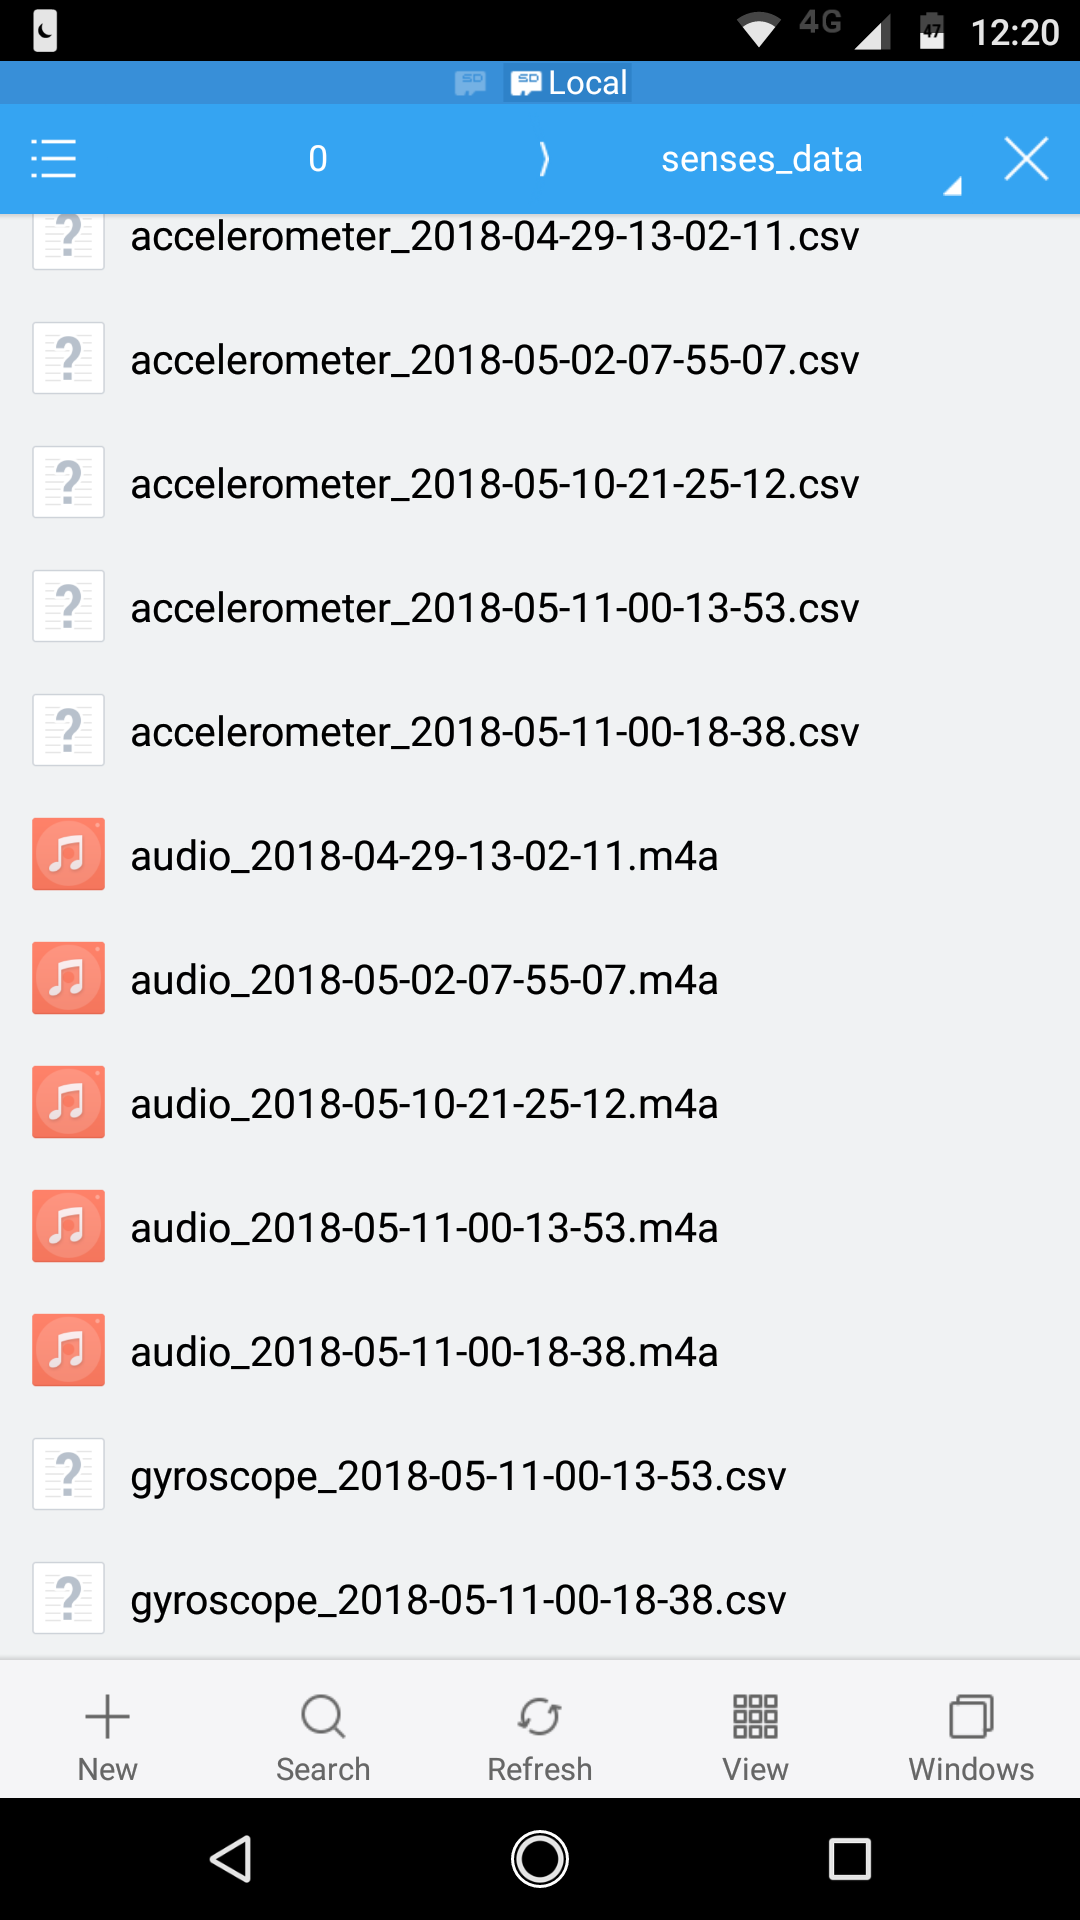 4G 47 12:20
SD SD Local
0 senses_data
accelerometer_2018-04-29-13-02-11.csv
accelerometer_2018-05-02-07-55-07.csv
accelerometer_2018-05-10-21-25-12.csv
accelerometer_2018-05-11-00-13-53.csv
accelerometer_2018-05-11-00-18-38.csv
audio_2018-04-29-13-02-11.m4a
audio_2018-05-02-07-55-07.m4a
audio_2018-05-10-21-25-12.m4a
audio_2018-05-11-00-13-53.m4a
audio_2018-05-11-00-18-38.m4a
gyroscope_2018-05-11-00-13-53.csv
gyroscope_2018-05-11-00-18-38.csv
New Search Refresh View Windows